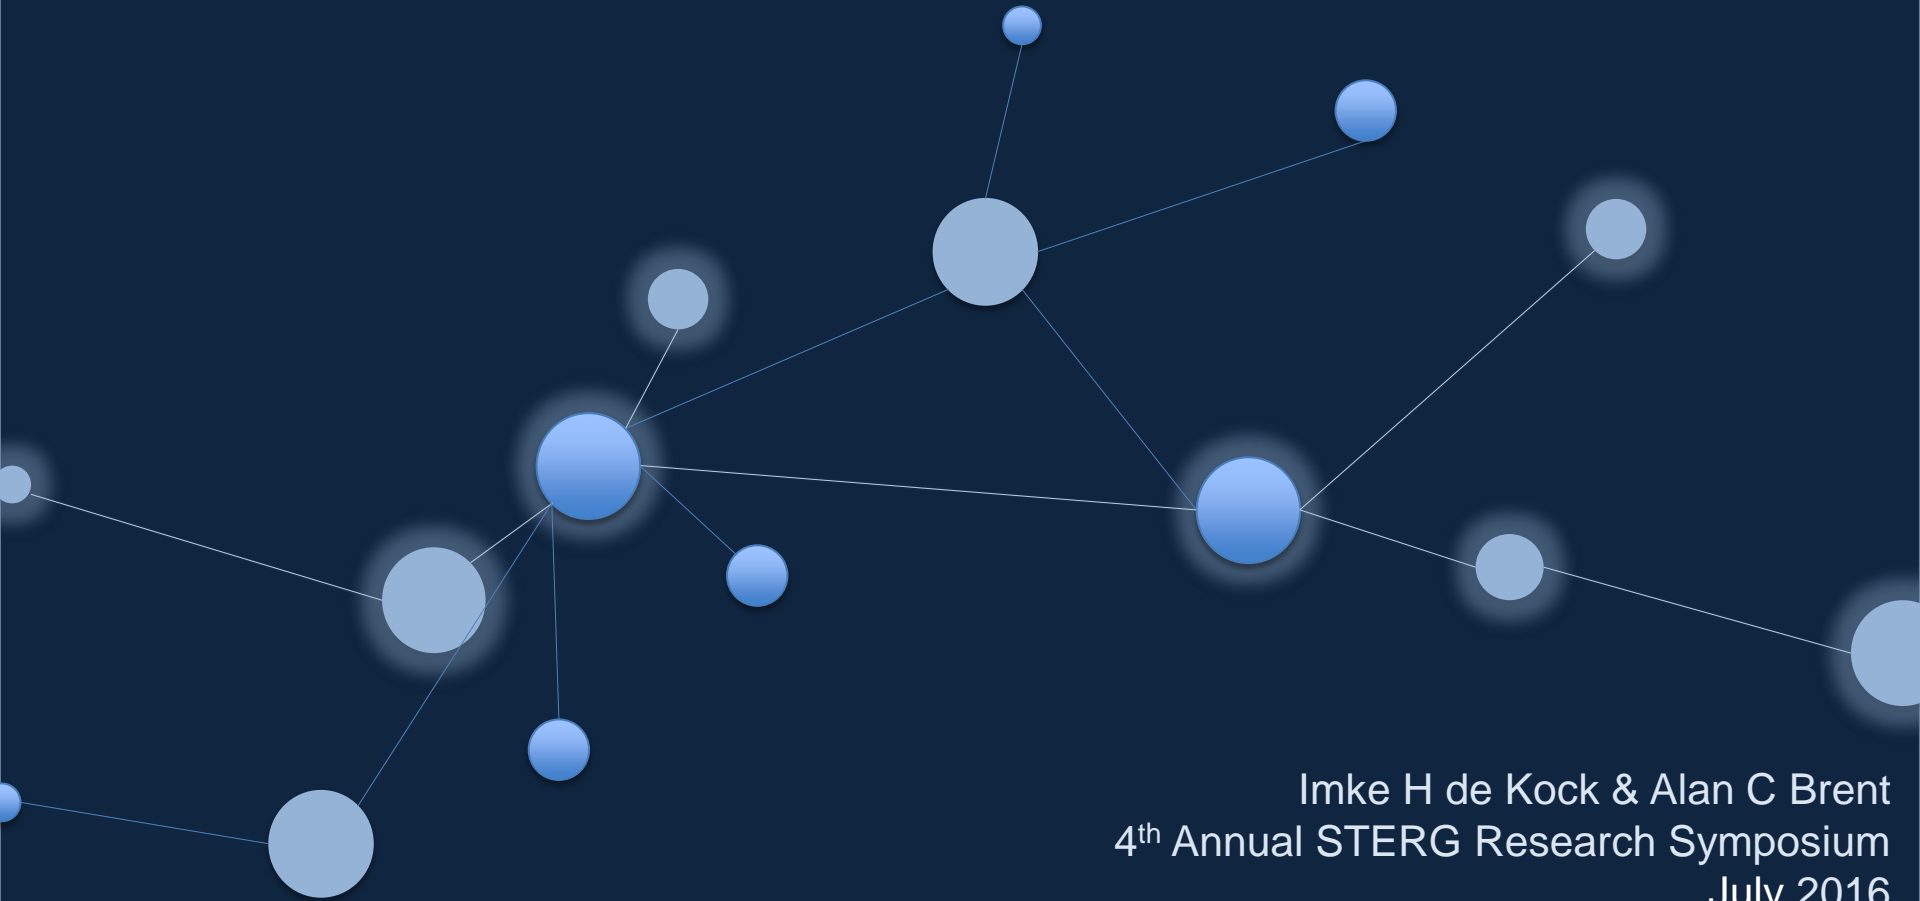 Imke H de Kock & Alan C Brent
4th Annual STERG Research Symposium
July 2016